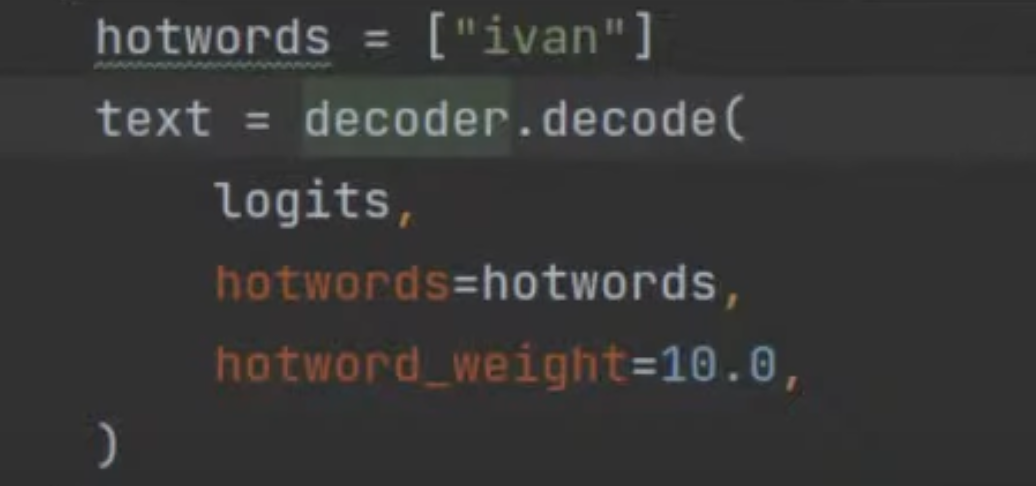 hotwords = ["ivan"]
text = decoder.decode(
    logits,
    hotwords=hotwords,
    hotword_weight=10.0,
)